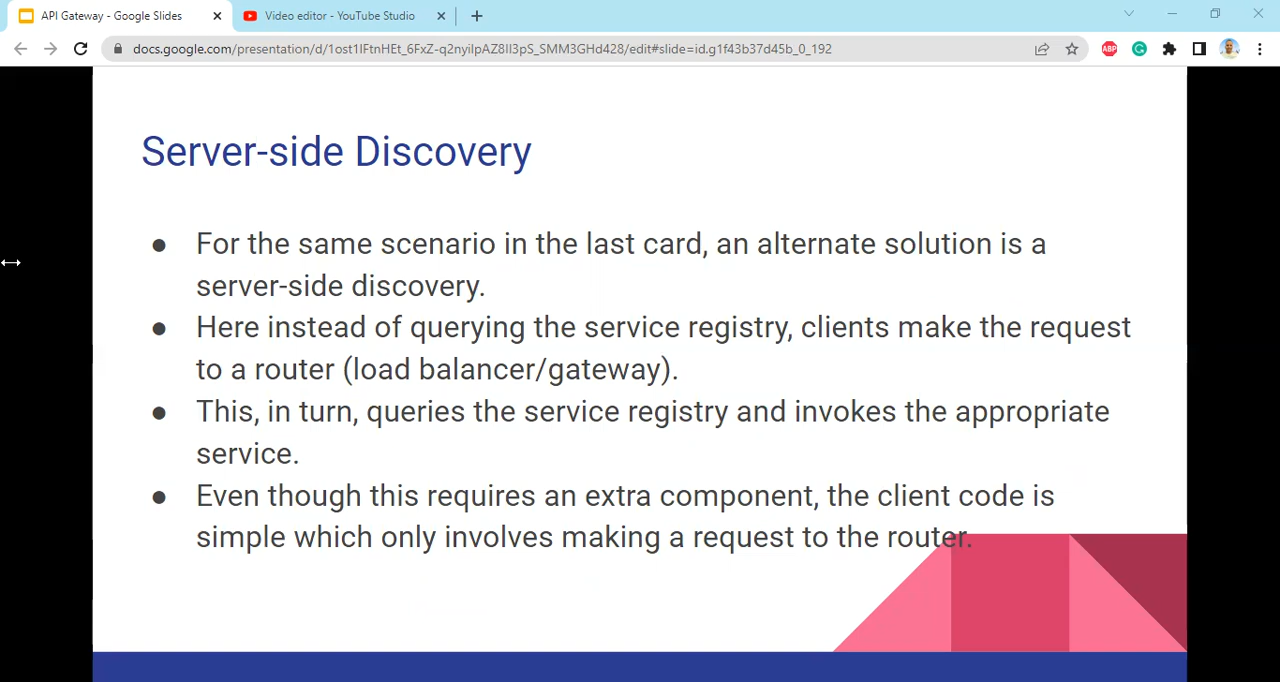 API Gateway - Google Slides
Video editor - YouTube Studio
docs.google.com/presentation/d/1ost1IFtnHEt_6FxZ-q2nyiIpAZ8II3pS_SMM3GHd428/edit#slide=id.g1f43b37d45b_0_192
ABP
Server-side Discovery
● For the same scenario in the last card, an alternate solution is a
server-side discovery.
● Here instead of querying the service registry, clients make the request
to a router (load balancer/gateway).
● This, in turn, queries the service registry and invokes the appropriate
service.
● Even though this requires an extra component, the client code is
simple which only involves making a request to the router.